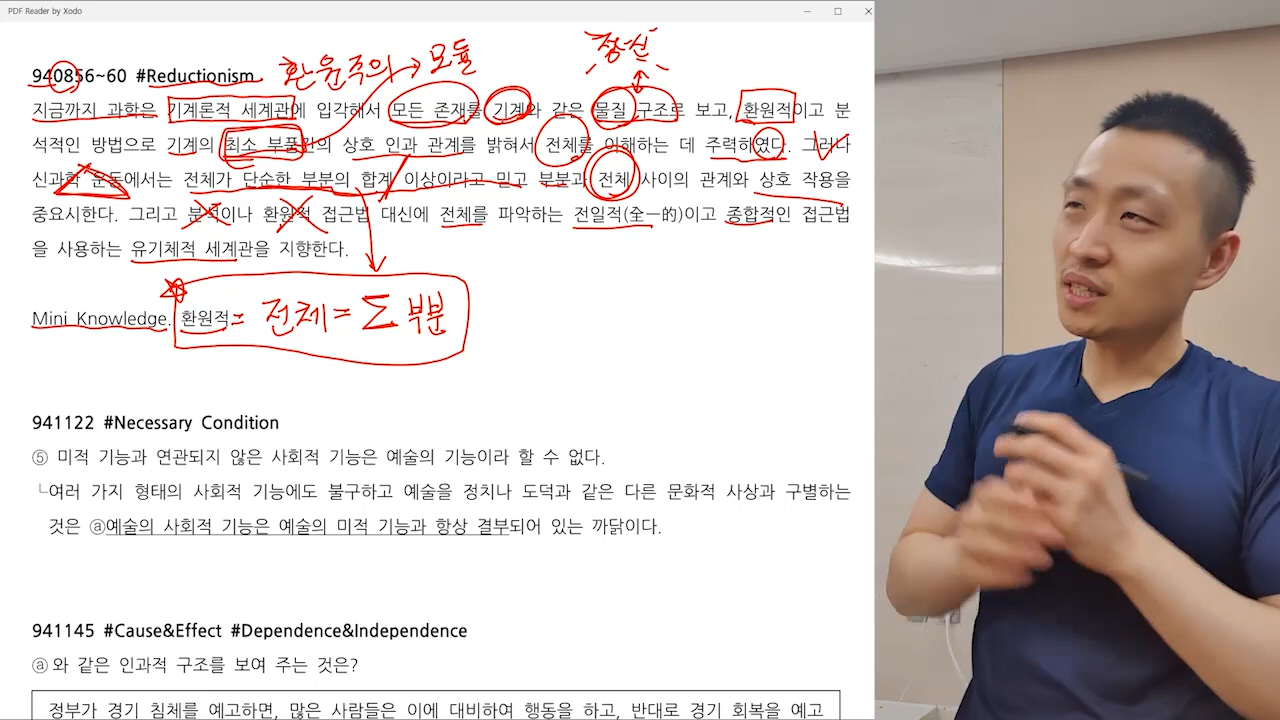 PDF Reader by Xodo
940856~60 #Reductionism 환원주의→모듈 정신
지금까지 과학은 기계론적 세계관에 입각해서 모든 존재를 기계와 같은 물질 구조로 보고, 환원적이고 분
석적인 방법으로 기계의 최소 부품간의 상호 인과 관계를 밝혀서 전체를 이해하는 데 주력하였다. 그러나
신과학 운동에서는 전체가 단순한 부분의 합계 이상이라고 믿고 부분과 전체 사이의 관계와 상호 작용을
중요시한다. 그리고 분석이나 환원적 접근법 대신에 전체를 파악하는 전일적(全一的)이고 종합적인 접근법
을 사용하는 유기체적 세계관을 지향한다.
Mini Knowledge. 환원적 = 전체 = Σ 부분
941122 #Necessary Condition
⑤ 미적 기능과 연관되지 않은 사회적 기능은 예술의 기능이라 할 수 없다.
└여러 가지 형태의 사회적 기능에도 불구하고 예술을 정치나 도덕과 같은 다른 문화적 사상과 구별하는
것은 ⓐ예술의 사회적 기능은 예술의 미적 기능과 항상 결부되어 있는 까닭이다.
941145 #Cause&Effect #Dependence&Independence
ⓐ와 같은 인과적 구조를 보여 주는 것은?
정부가 경기 침체를 예고하면, 많은 사람들은 이에 대비하여 행동을 하고, 반대로 경기 회복을 예고